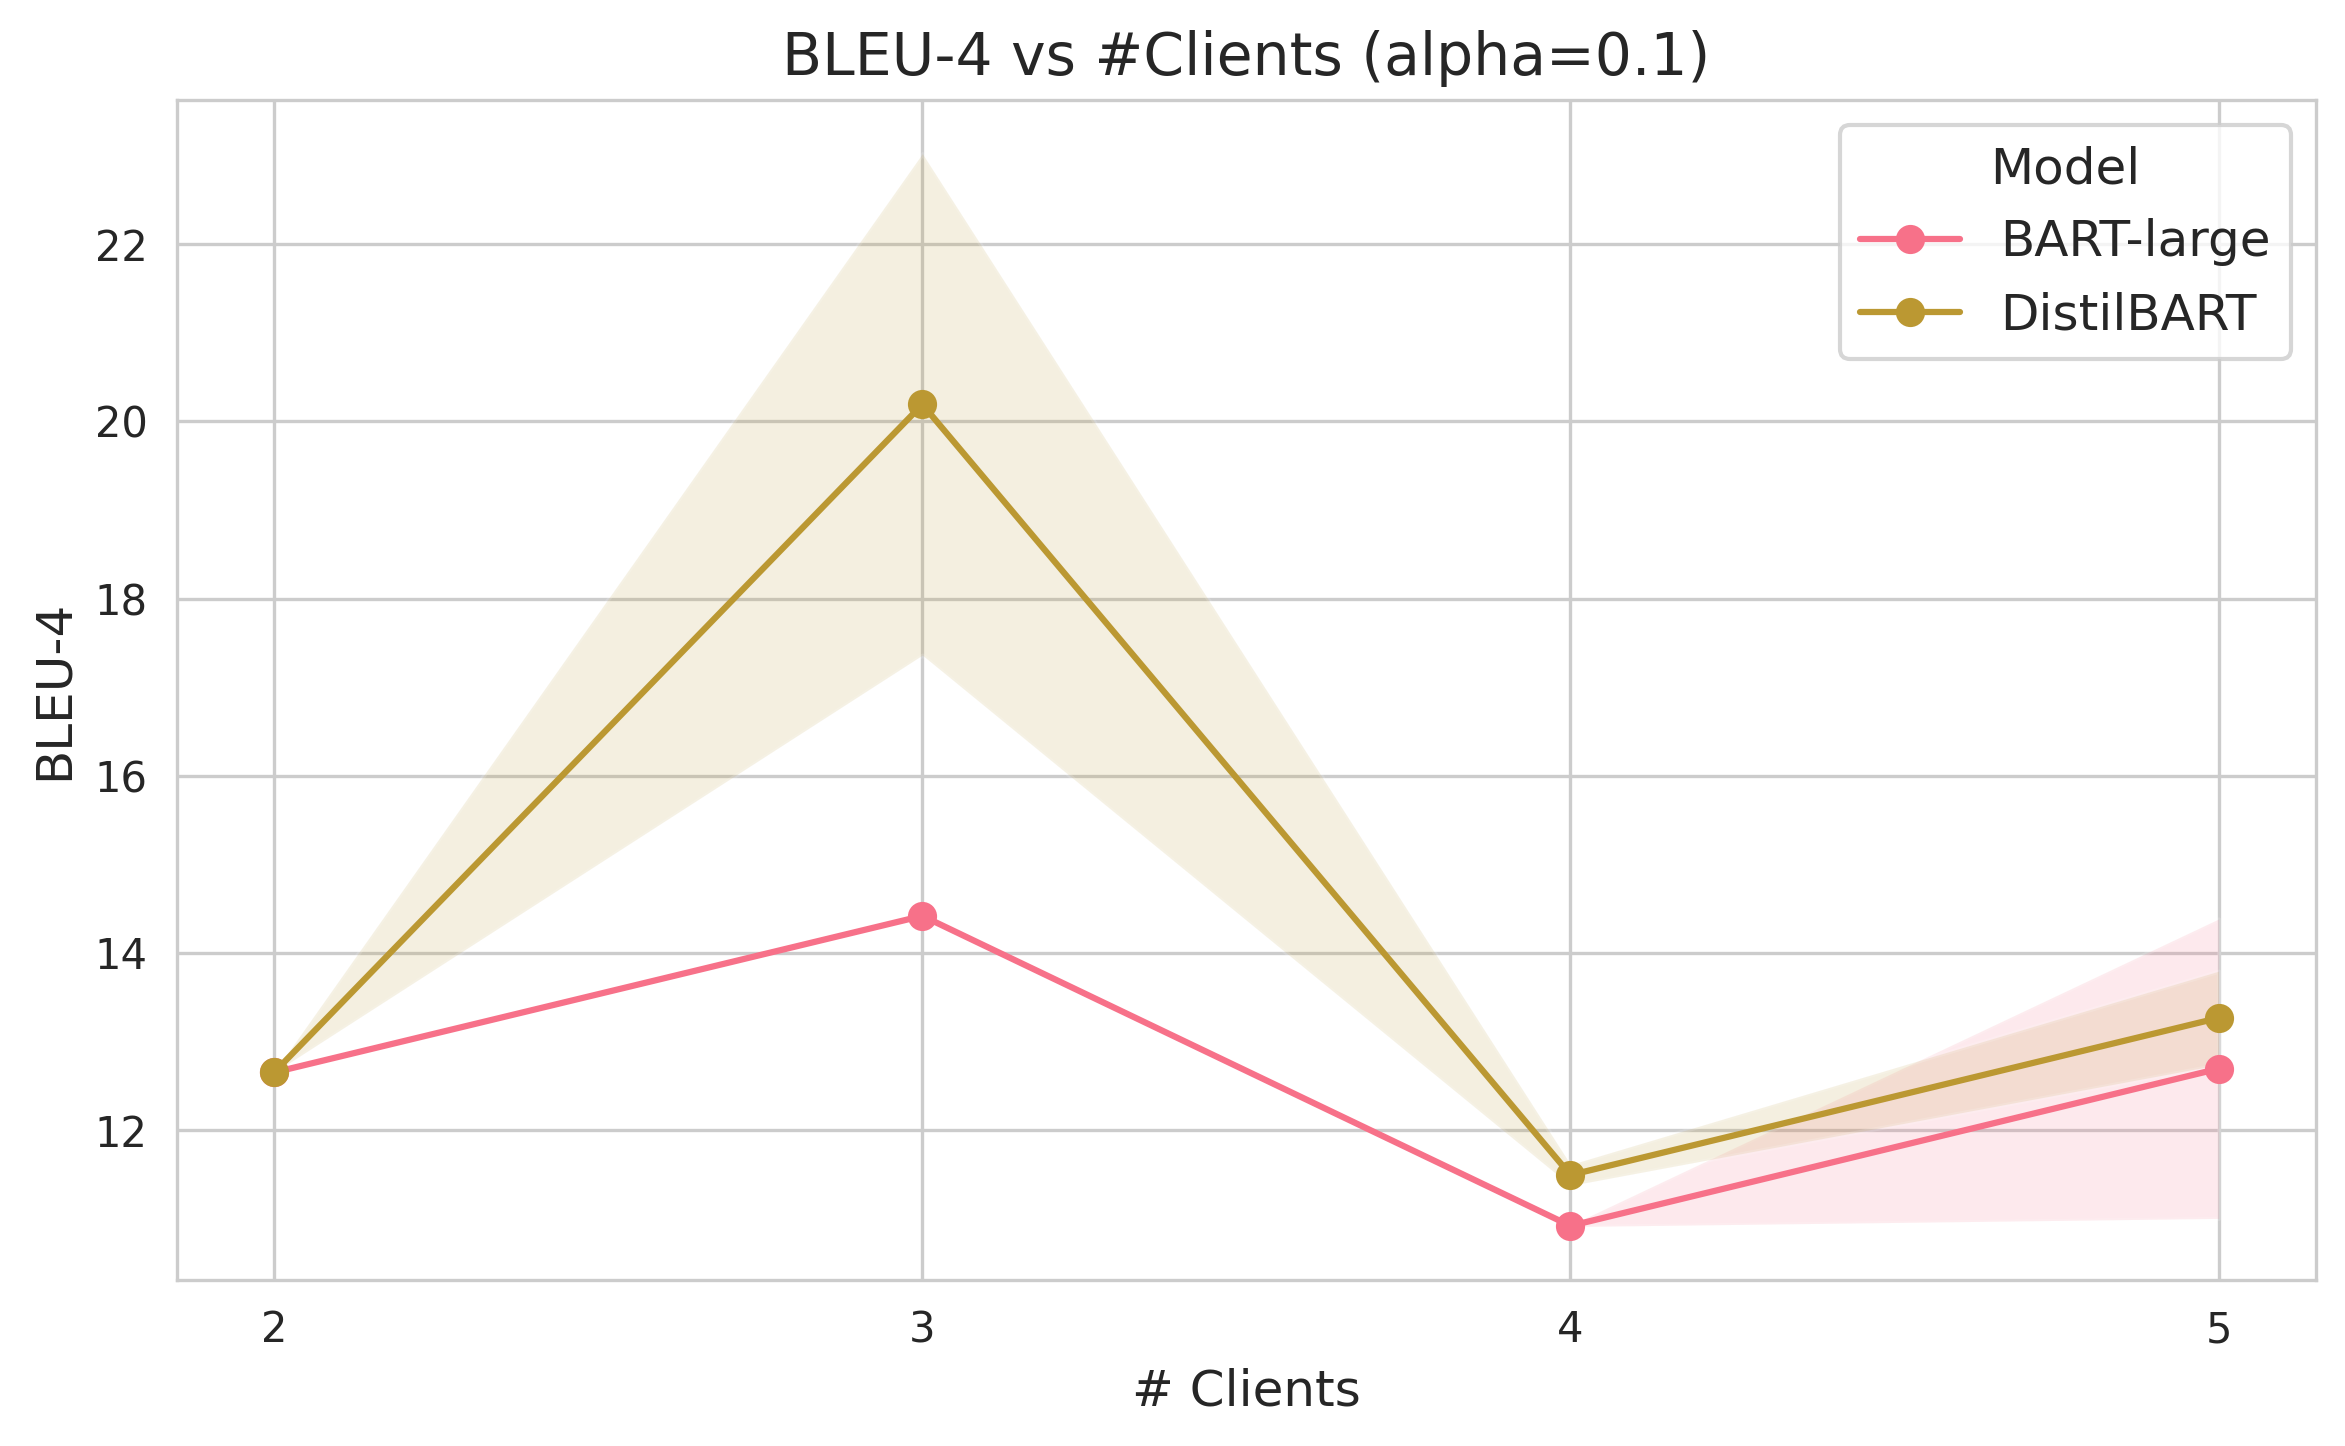 BLEU-4 vs #Clients (alpha=0.1)
Model
BART-large
DistilBART
BLEU-4
22
20
18
16
14
12
2 3 4 5
# Clients